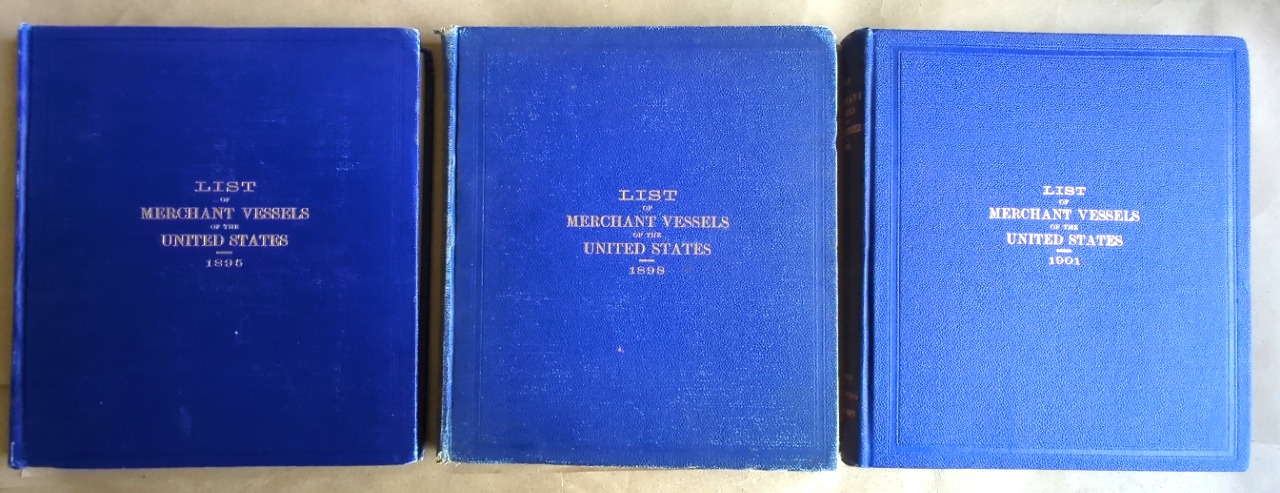 LIST
OF
MERCHANT VESSELS
OF THE
UNITED STATES
1895
LIST
OF
MERCHANT VESSELS
OF THE
UNITED STATES
1898
LIST
OF
MERCHANT VESSELS
OF THE
UNITED STATES
1901